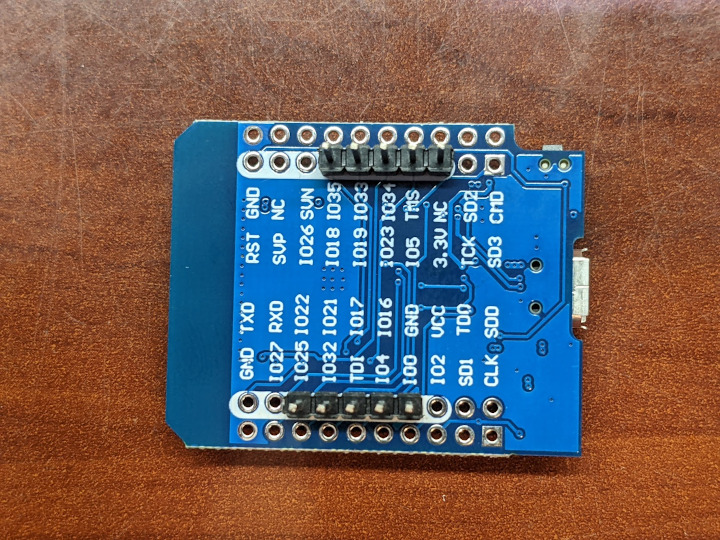 GND TXD RST GND
IO27 RXD SVP NC
IO25 IO22 IO26 SVN
IO32 IO21 IO18 IO35
TDI IO17 IO19 IO33
IO4 IO16 IO23 IO34
IO0 GND IO5 TMS
IO2 VCC 3.3V NC
SD1 TDO TCK SD2
CLK SDD SD3 CMD